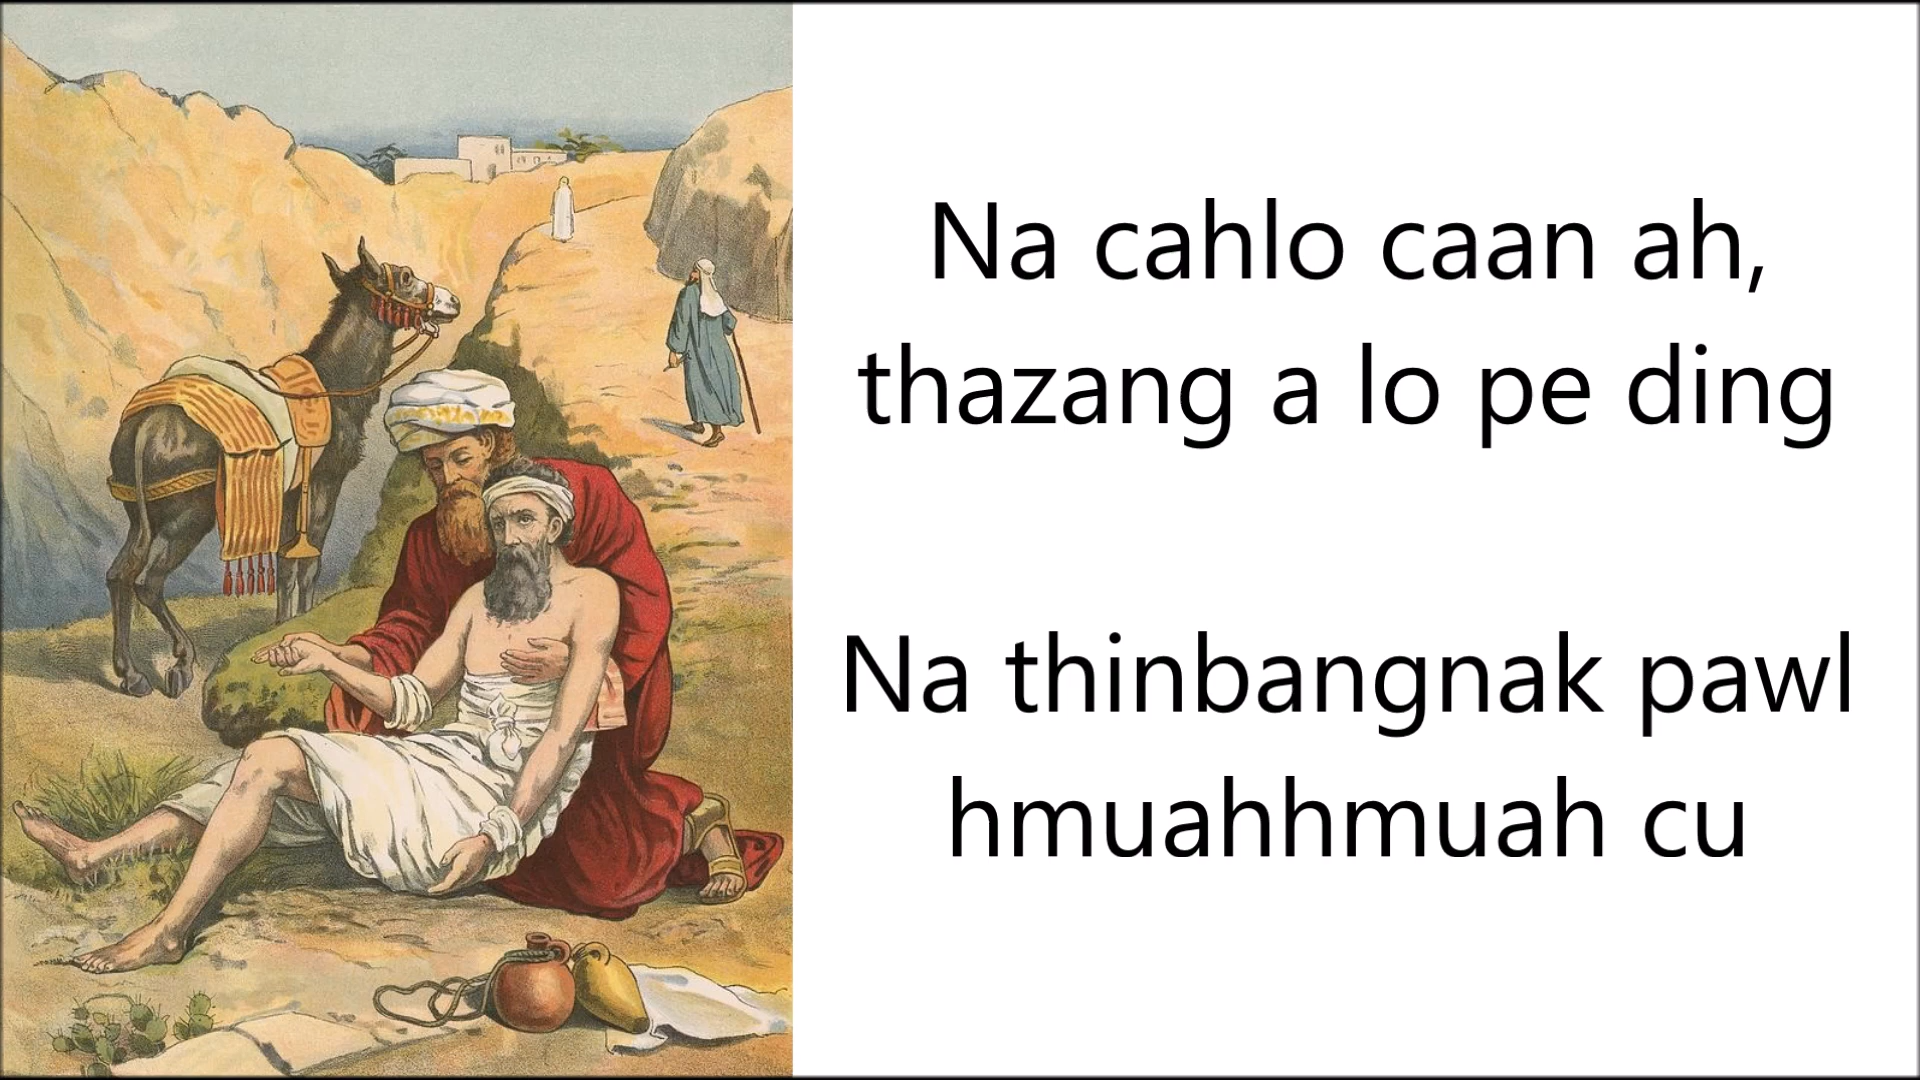 Na cahlo caan ah,
thazang a lo pe ding
Na thinbangnak pawl
hmuahhmuah cu